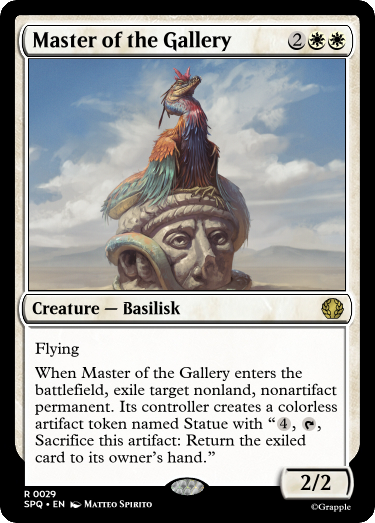 Master of the Gallery 2
Creature — Basilisk
Flying
When Master of the Gallery enters the
battlefield, exile target nonland, nonartifact
permanent. Its controller creates a colorless
artifact token named Statue with “4, ,
Sacrifice this artifact: Return the exiled
card to its owner's hand.”
2/2
R 0029
SPQ • EN Matteo Spirito
©Grapple